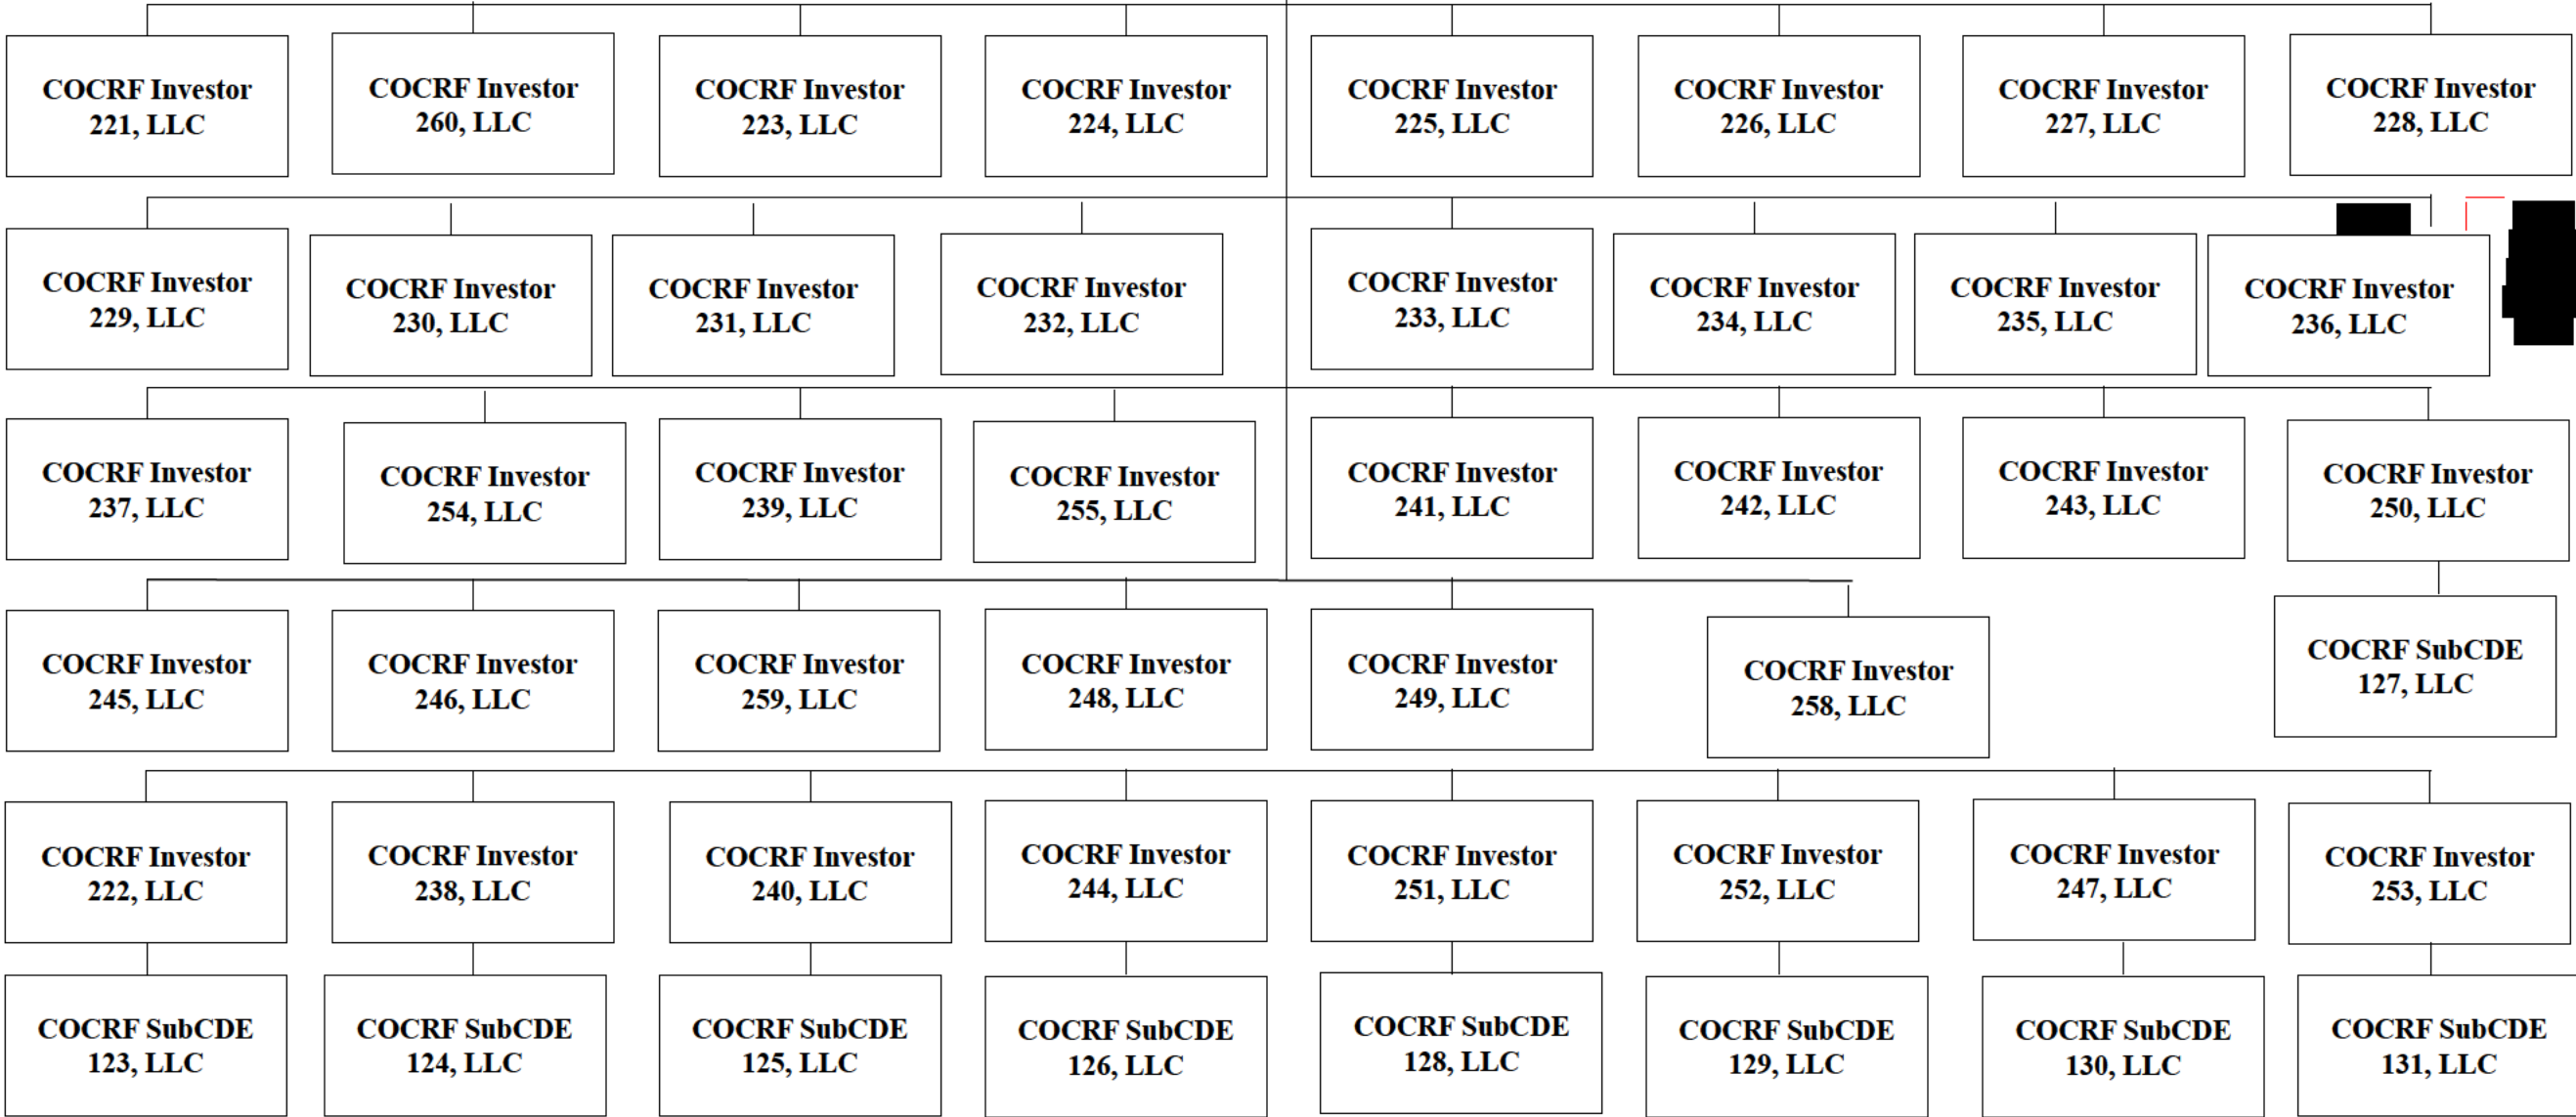 COCRF Investor
221, LLC
COCRF Investor
260, LLC
COCRF Investor
223, LLC
COCRF Investor
224, LLC
COCRF Investor
225, LLC
COCRF Investor
226, LLC
COCRF Investor
227, LLC
COCRF Investor
228, LLC
COCRF Investor
229, LLC
COCRF Investor
230, LLC
COCRF Investor
231, LLC
COCRF Investor
232, LLC
COCRF Investor
233, LLC
COCRF Investor
234, LLC
COCRF Investor
235, LLC
COCRF Investor
236, LLC
COCRF Investor
237, LLC
COCRF Investor
254, LLC
COCRF Investor
239, LLC
COCRF Investor
255, LLC
COCRF Investor
241, LLC
COCRF Investor
242, LLC
COCRF Investor
243, LLC
COCRF Investor
250, LLC
COCRF Investor
245, LLC
COCRF Investor
246, LLC
COCRF Investor
259, LLC
COCRF Investor
248, LLC
COCRF Investor
249, LLC
COCRF Investor
258, LLC
COCRF SubCDE
127, LLC
COCRF Investor
222, LLC
COCRF Investor
238, LLC
COCRF Investor
240, LLC
COCRF Investor
244, LLC
COCRF Investor
251, LLC
COCRF Investor
252, LLC
COCRF Investor
247, LLC
COCRF Investor
253, LLC
COCRF SubCDE
123, LLC
COCRF SubCDE
124, LLC
COCRF SubCDE
125, LLC
COCRF SubCDE
126, LLC
COCRF SubCDE
128, LLC
COCRF SubCDE
129, LLC
COCRF SubCDE
130, LLC
COCRF SubCDE
131, LLC